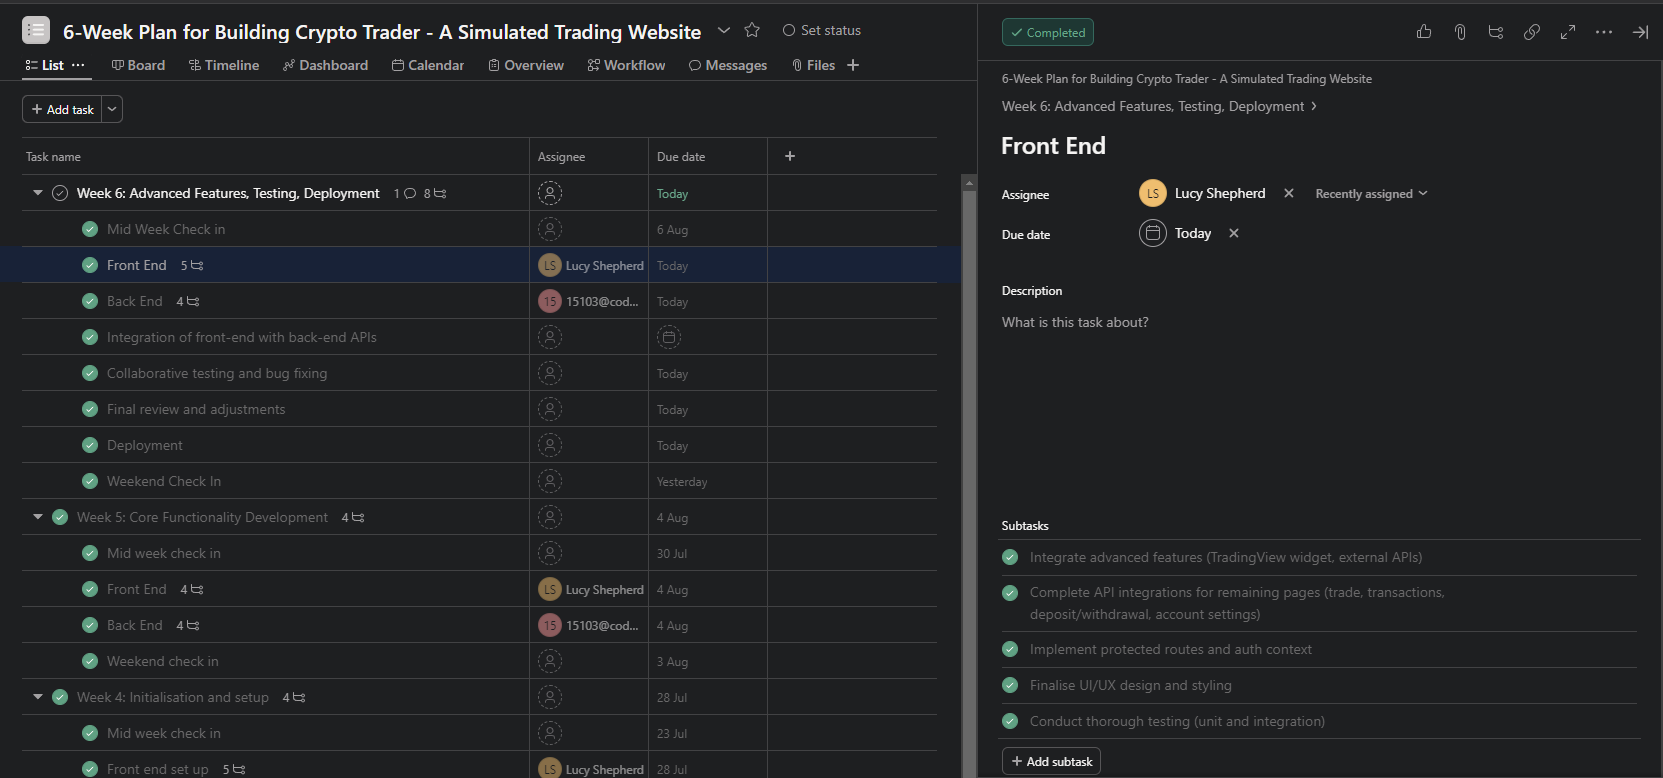 6-Week Plan for Building Crypto Trader - A Simulated Trading Website
Set status
List
Board
Timeline
Dashboard
Calendar
Overview
Workflow
Messages
Files
Add task
Task name Assignee Due date
Week 6: Advanced Features, Testing, Deployment 1 8 Today
Mid Week Check in 6 Aug
Front End 5 LS Lucy Shepherd Today
Back End 4 15 15103@cod... Today
Integration of front-end with back-end APIs
Collaborative testing and bug fixing Today
Final review and adjustments Today
Deployment Today
Weekend Check In Yesterday
Week 5: Core Functionality Development 4 4 Aug
Mid week check in 30 Jul
Front End 4 LS Lucy Shepherd 4 Aug
Back End 4 15 15103@cod... 4 Aug
Weekend check in 3 Aug
Week 4: Initialisation and setup 4 28 Jul
Mid week check in 23 Jul
Front end set up 5 LS Lucy Shepherd 28 Jul
Completed
6-Week Plan for Building Crypto Trader - A Simulated Trading Website
Week 6: Advanced Features, Testing, Deployment
Front End
Assignee LS Lucy Shepherd Recently assigned
Due date Today
Description
What is this task about?
Subtasks
Integrate advanced features (TradingView widget, external APIs)
Complete API integrations for remaining pages (trade, transactions,
deposit/withdrawal, account settings)
Implement protected routes and auth context
Finalise UI/UX design and styling
Conduct thorough testing (unit and integration)
Add subtask